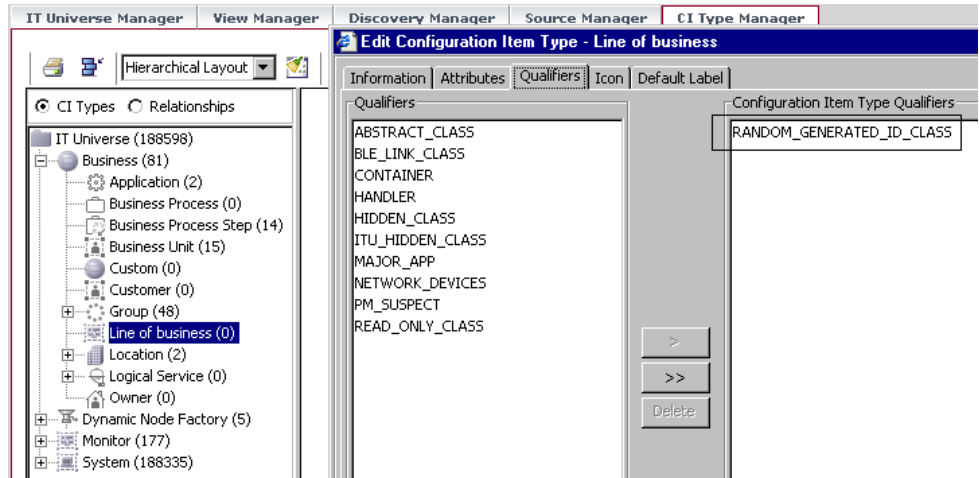 IT Universe Manager View Manager Discovery Manager Source Manager CI Type Manager
Edit Configuration Item Type - Line of business
Hierarchical Layout
Information Attributes Qualifiers Icon Default Label
CI Types Relationships
Qualifiers
Configuration Item Type Qualifiers
IT Universe (188598)
Business (81)
Application (2)
Business Process (0)
Business Process Step (14)
Business Unit (15)
Custom (0)
Customer (0)
Group (48)
Line of business (0)
Location (2)
Logical Service (0)
Owner (0)
Dynamic Node Factory (5)
Monitor (177)
System (188335)
ABSTRACT_CLASS
BLE_LINK_CLASS
CONTAINER
HANDLER
HIDDEN_CLASS
ITU_HIDDEN_CLASS
MAJOR_APP
NETWORK_DEVICES
PM_SUSPECT
READ_ONLY_CLASS
>
>>
Delete
RANDOM_GENERATED_ID_CLASS